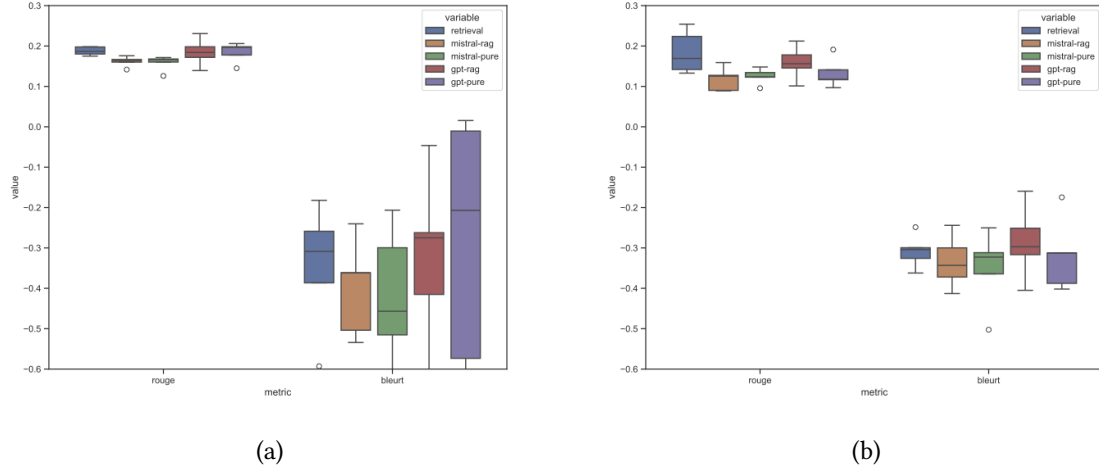 0.3
0.2
0.1
0.0
−0.1
−0.2
−0.3
−0.4
−0.5
−0.6
value
rouge
bleurt
metric
variable
retrieval
mistral-rag
mistral-pure
gpt-rag
gpt-pure
(a)
0.3
0.2
0.1
0.0
−0.1
−0.2
−0.3
−0.4
−0.5
−0.6
value
rouge
bleurt
metric
variable
retrieval
mistral-rag
mistral-pure
gpt-rag
gpt-pure
(b)